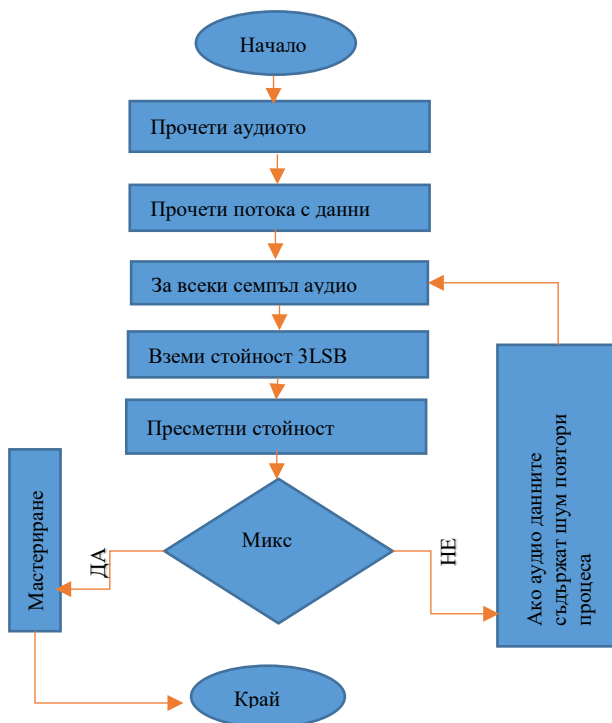 Начало
Прочети аудиото
Прочети потока с данни
За всеки семпъл аудио
Вземи стойност 3LSB
Пресметни стойност
Микс
ДА
НЕ
Мастериране
Ако аудио данните
съдържат шум повтори
процеса
Край